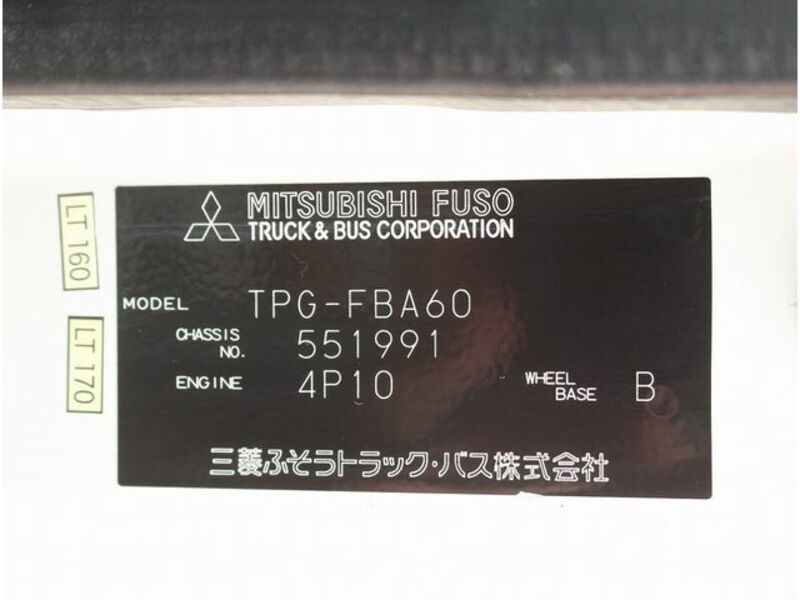 MITSUBISHI FUSO
TRUCK & BUS CORPORATION
LT 160
MODEL TPG-FBA60
CHASSIS NO. 551991
LT 170
ENGINE 4P10 WHEEL BASE B
三菱ふそうトラック・バス株式会社